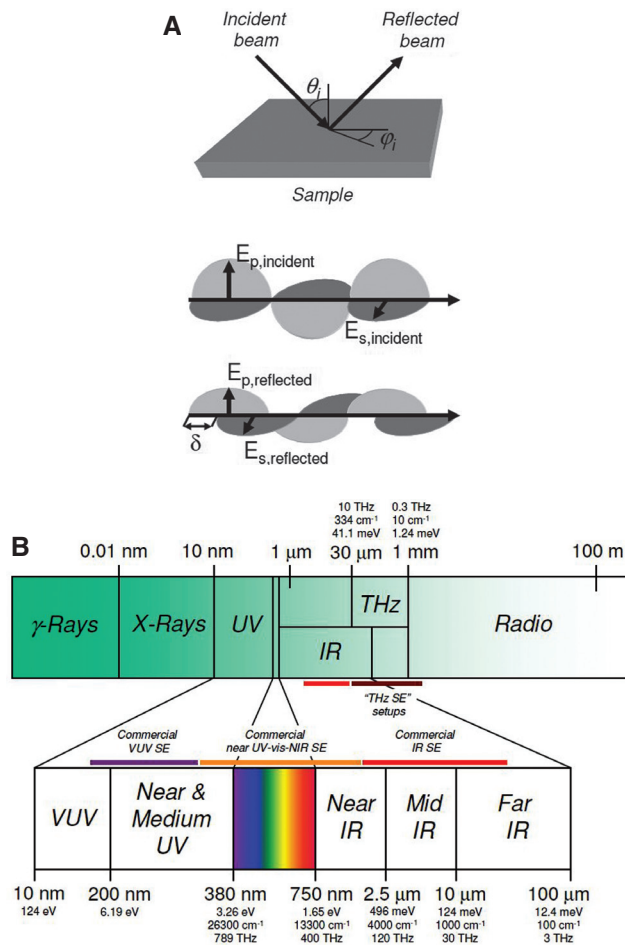 A
Incident
beam
Reflected
beam
θi
φi
Sample
Ep,incident
Es,incident
Ep,reflected
δ
Es,reflected
B
10 THz
334 cm⁻¹
41.1 meV
0.3 THz
10 cm⁻¹
1.24 meV
0.01 nm
10 nm
1 μm
30 μm
1 mm
100 m
γ-Rays
X-Rays
UV
IR
THz
Radio
"THz SE"
setups
Commercial
VUV SE
Commercial
near UV-vis-NIR SE
Commercial
IR SE
VUV
Near &
Medium
UV
Near
IR
Mid
IR
Far
IR
10 nm
124 eV
200 nm
6.19 eV
380 nm
3.26 eV
26300 cm⁻¹
789 THz
750 nm
1.65 eV
13300 cm⁻¹
400 THz
2.5 μm
496 meV
4000 cm⁻¹
120 THz
10 μm
124 meV
1000 cm⁻¹
30 THz
100 μm
12.4 meV
100 cm⁻¹
3 THz